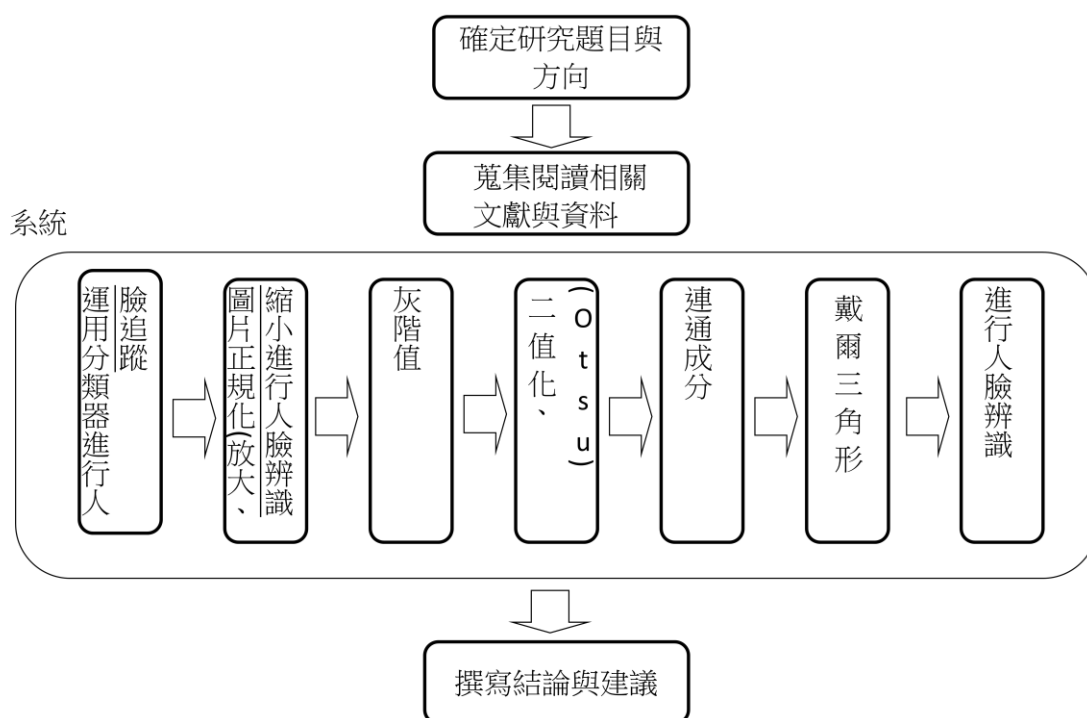 確定研究題目與
方向
蒐集閱讀相關
文獻與資料
系統
運用分類器進行人
臉追蹤
圖片正規化(放大、
縮小進行人臉辨識
灰階值
二值化、
(Otsu)
連通成分
戴爾三角形
進行人臉辨識
撰寫結論與建議